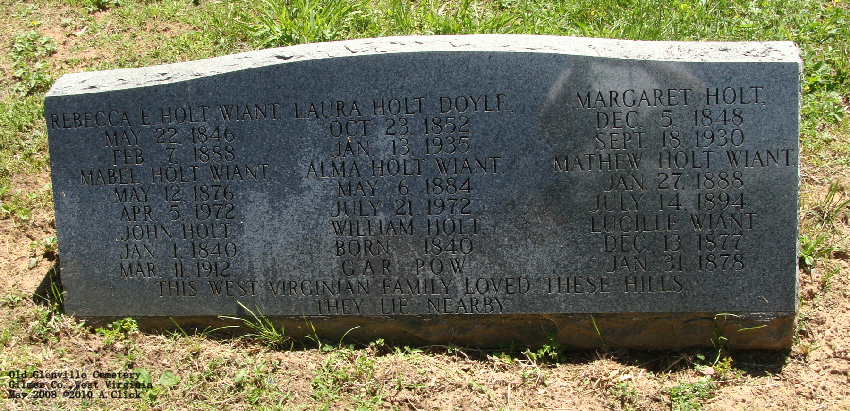 REBECCA E. HOLT WIANT
MAY 22 1846
FEB 7 1888
MABEL HOLT WIANT
MAY 12 1876
APR 5 1972
JOHN HOLT
JAN 1 1840
MAR 11 1912
LAURA HOLT DOYLE
OCT 23 1852
JAN 13 1935
ALMA HOLT WIANT
MAY 6 1884
JULY 21 1972
WILLIAM HOLT
BORN 1840
G.A.R. P.O.W.
MARGARET HOLT
DEC 5 1848
SEPT 18 1930
MATHEW HOLT WIANT
JAN 27 1888
JULY 14 1894
LUCILLE WIANT
DEC 13 1877
JAN 31 1878
THIS WEST VIRGINIAN FAMILY LOVED THESE HILLS
THEY LIE NEARBY
Old Glenville Cemetery
Gilmer Co., West Virginia
May 2008 ©2010 A.Click